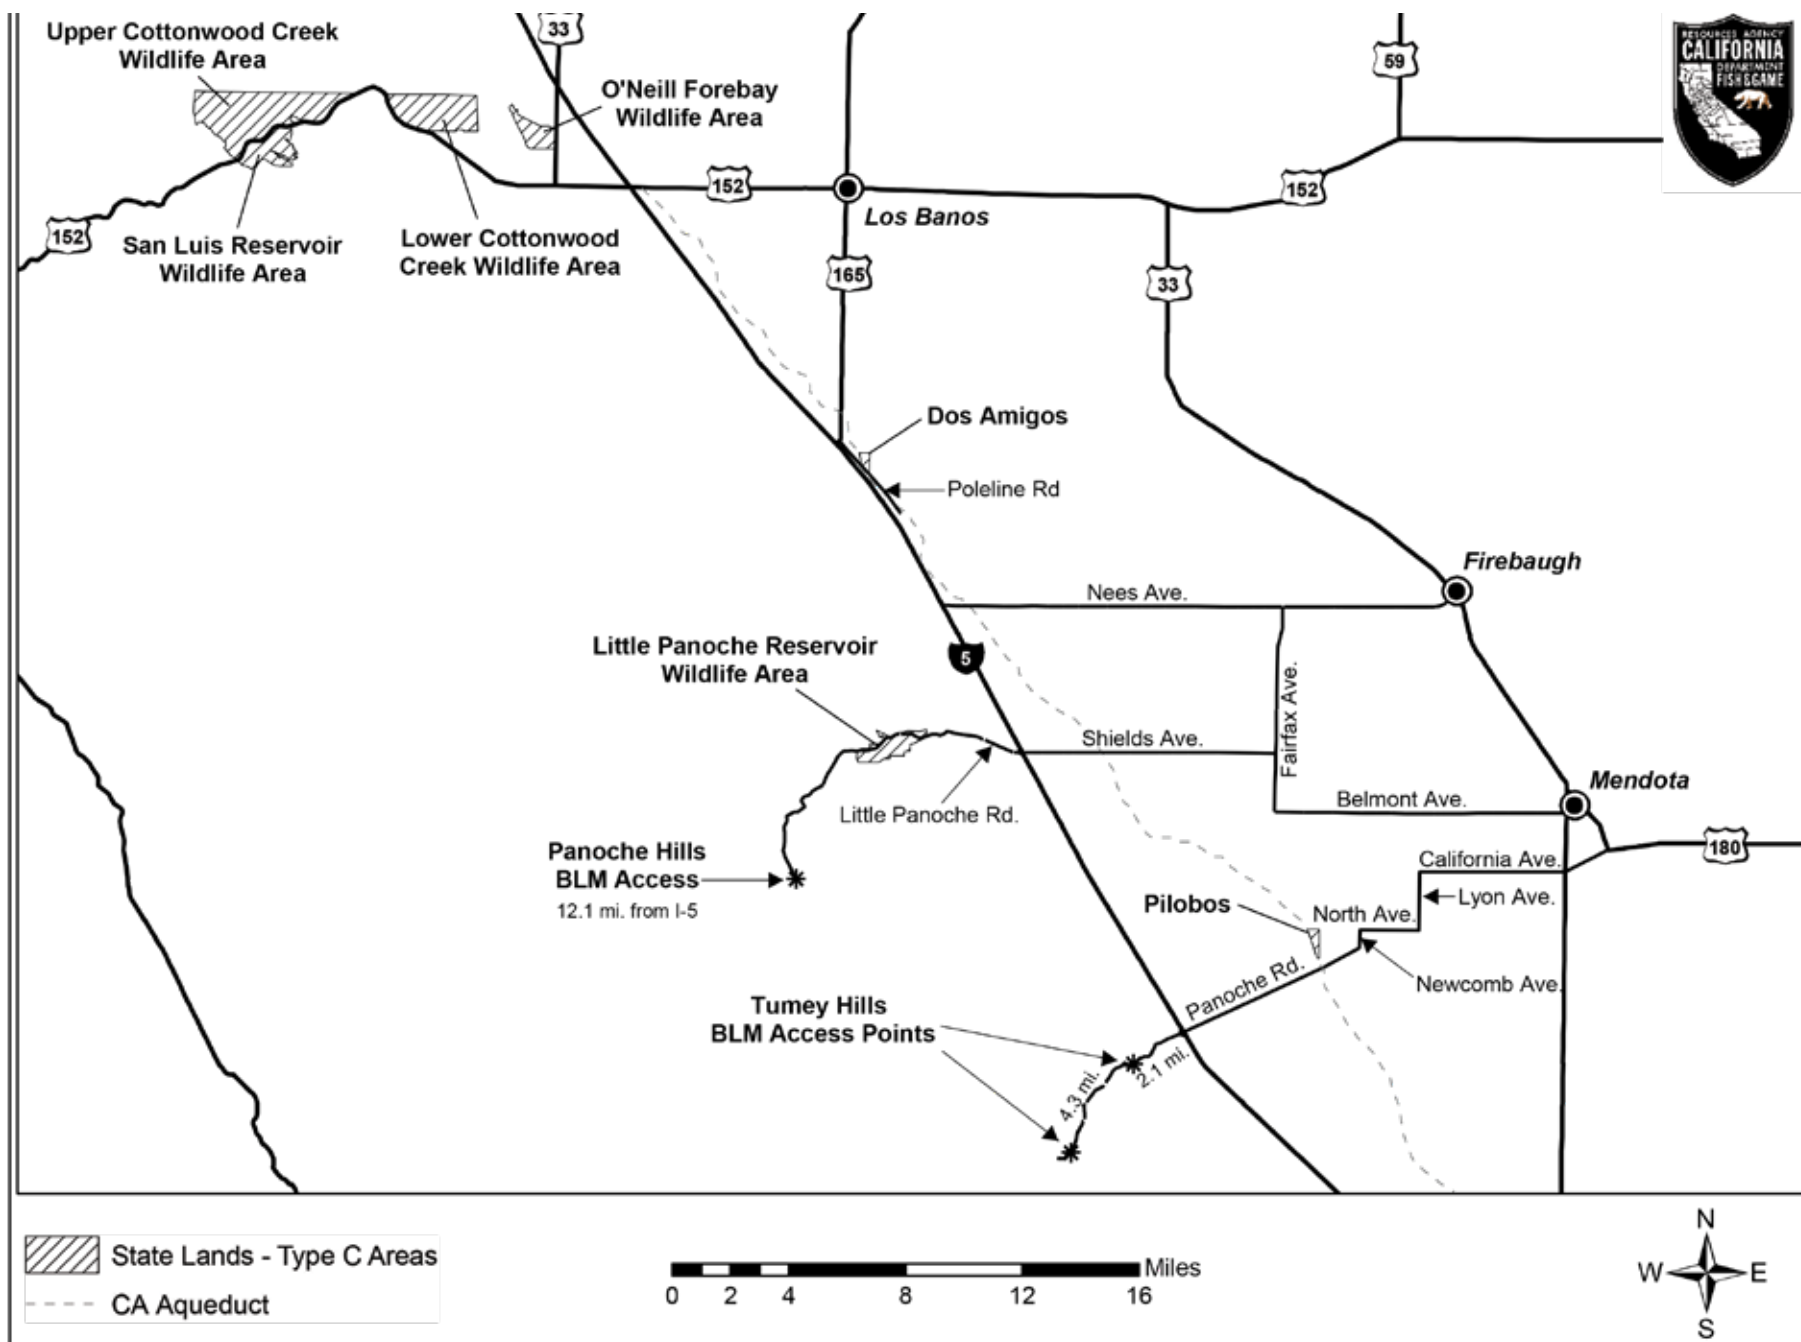 Upper Cottonwood Creek
Wildlife Area
33
O'Neill Forebay
Wildlife Area
59
RESOURCES AGENCY
CALIFORNIA
DEPARTMENT
FISH&GAME
152
San Luis Reservoir
Wildlife Area
Lower Cottonwood
Creek Wildlife Area
152
Los Banos
152
165
33
Dos Amigos
Poleline Rd
Firebaugh
Nees Ave.
Little Panoche Reservoir
Wildlife Area
5
Fairfax Ave.
Shields Ave.
Little Panoche Rd.
Mendota
Belmont Ave.
180
Panoche Hills
BLM Access
12.1 mi. from I-5
California Ave.
Lyon Ave.
Pilobos
North Ave.
Newcomb Ave.
Panoche Rd.
Tumey Hills
BLM Access Points
2.1 mi.
4.3 mi.
State Lands - Type C Areas
CA Aqueduct
Miles
0 2 4 8 12 16
N
W E
S